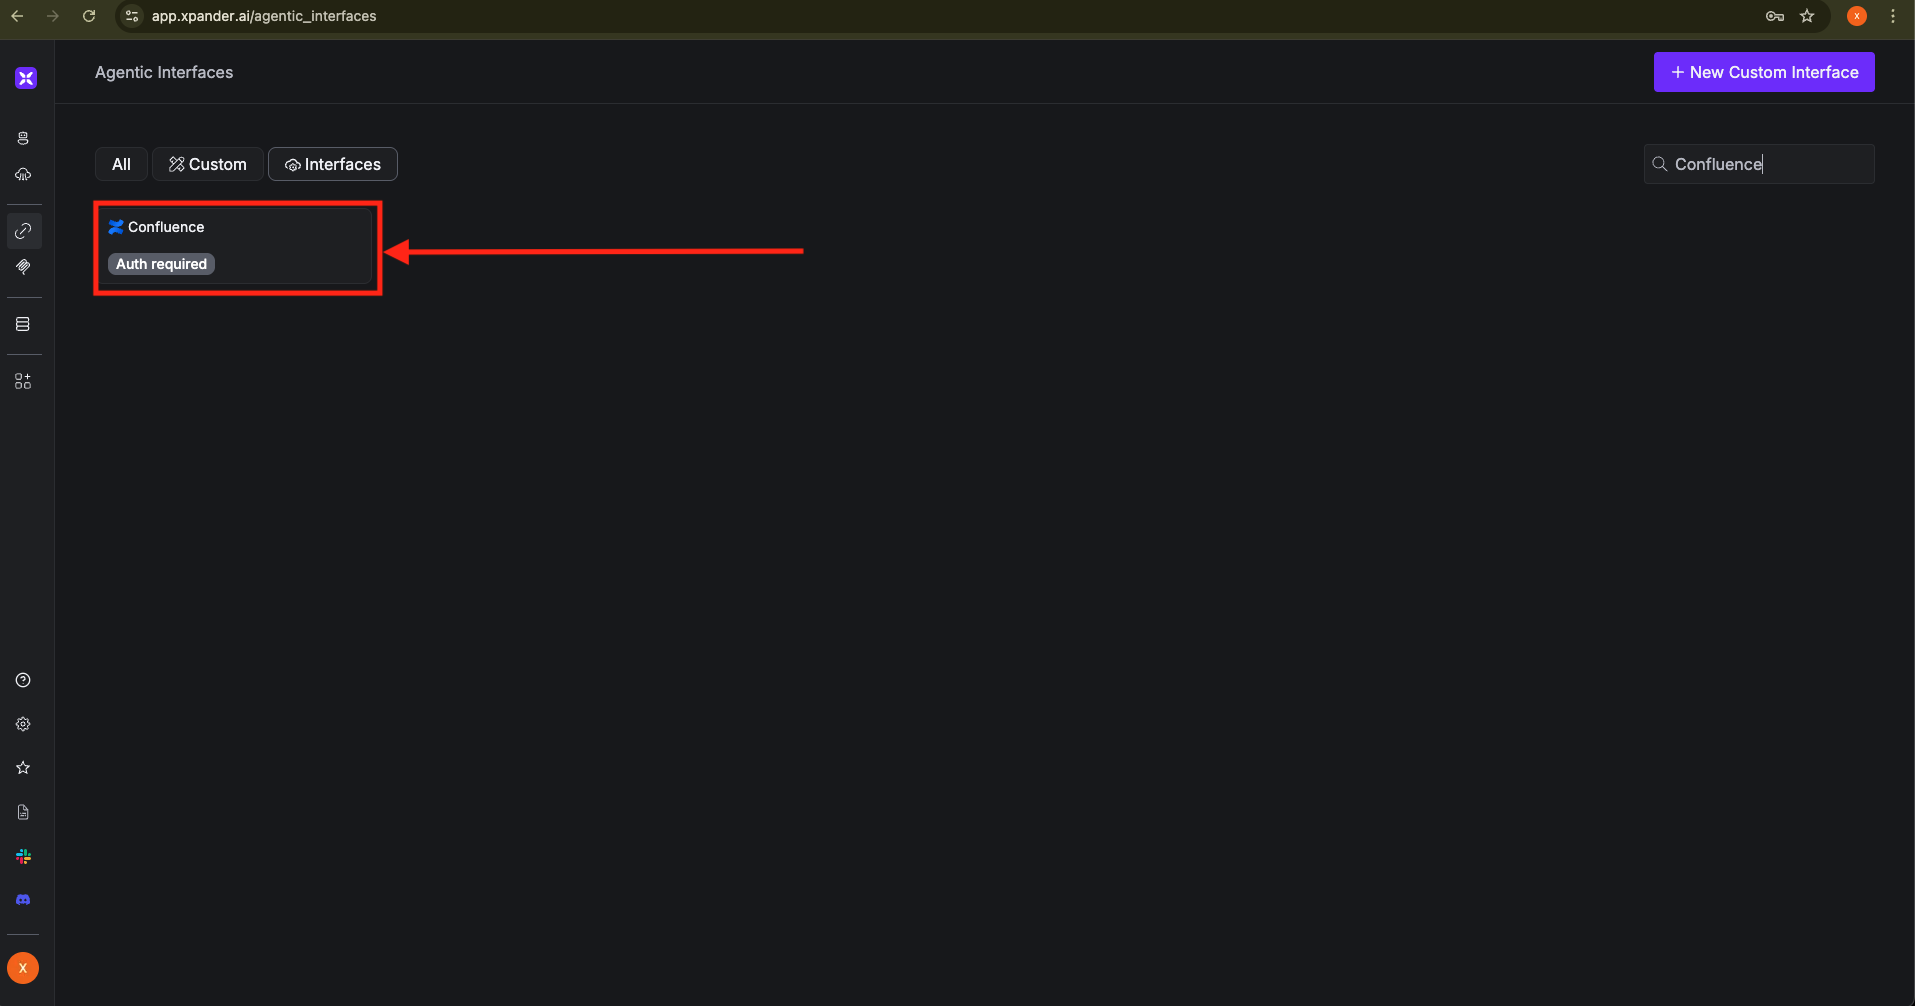 app.xpander.ai/agentic_interfaces
X
Agentic Interfaces
+ New Custom Interface
All
Custom
Interfaces
Confluence
Confluence
Auth required
X